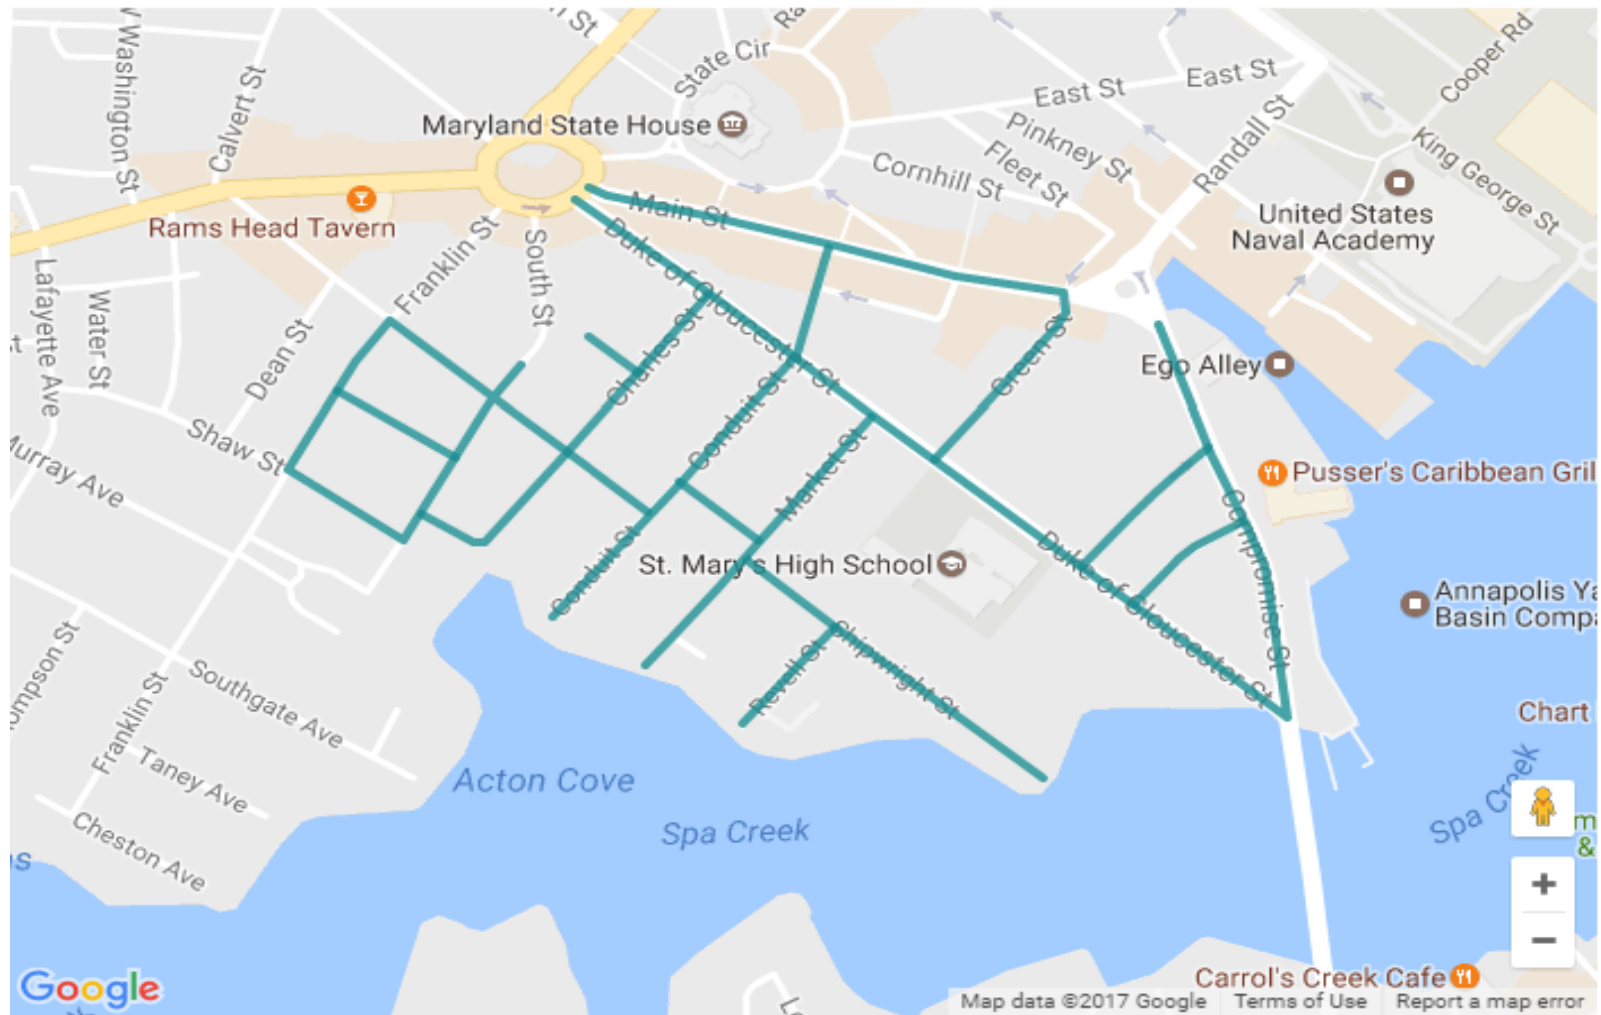 Washington St
Calvert St
State Cir
East St
East St
Cooper Rd
Maryland State House
Pinkney St
Fleet St
Cornhill St
Randall St
King George St
Rams Head Tavern
Main St
United States
Naval Academy
Franklin St
South St
Duke of Gloucester St
Lafayette Ave
Water St
Dean St
Charles St
Green St
Ego Alley
Shaw St
Conduit St
Market St
Murray Ave
Pusser's Caribbean Gril
Compromise St
Conduit St
St. Mary's High School
Duke of Gloucester St
Annapolis Ya
Basin Compa
Revell St
Shipwright St
ompson St
Franklin St
Southgate Ave
Chart
Taney Ave
Acton Cove
Spa Creek
Spa Creek
Cheston Ave
m
&
+
−
Carrol's Creek Cafe
Google
Map data ©2017 Google
Terms of Use
Report a map error